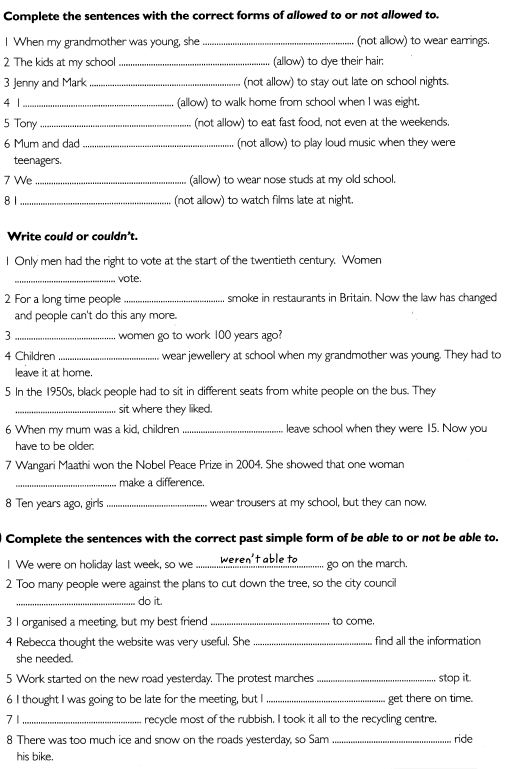 Complete the sentences with the correct forms of allowed to or not allowed to.
1 When my grandmother was young, she .................................................. (not allow) to wear earrings.
2 The kids at my school .................................................. (allow) to dye their hair.
3 Jenny and Mark .................................................. (not allow) to stay out late on school nights.
4 I .................................................. (allow) to walk home from school when I was eight.
5 Tony .................................................. (not allow) to eat fast food, not even at the weekends.
6 Mum and dad .................................................. (not allow) to play loud music when they were
teenagers.
7 We .................................................. (allow) to wear nose studs at my old school.
8 I .................................................. (not allow) to watch films late at night.
Write could or couldn't.
1 Only men had the right to vote at the start of the twentieth century. Women
.................................. vote.
2 For a long time people .................................. smoke in restaurants in Britain. Now the law has changed
and people can't do this any more.
3 .................................. women go to work 100 years ago?
4 Children .................................. wear jewellery at school when my grandmother was young. They had to
leave it at home.
5 In the 1950s, black people had to sit in different seats from white people on the bus. They
.................................. sit where they liked.
6 When my mum was a kid, children .................................. leave school when they were 15. Now you
have to be older.
7 Wangari Maathi won the Nobel Peace Prize in 2004. She showed that one woman
.................................. make a difference.
8 Ten years ago, girls .................................. wear trousers at my school, but they can now.
Complete the sentences with the correct past simple form of be able to or not be able to.
1 We were on holiday last week, so we ........ weren't able to ........ go on the march.
2 Too many people were against the plans to cut down the tree, so the city council
........................................ do it.
3 I organised a meeting, but my best friend ........................................ to come.
4 Rebecca thought the website was very useful. She ........................................ find all the information
she needed.
5 Work started on the new road yesterday. The protest marches ........................................ stop it.
6 I thought I was going to be late for the meeting, but I ........................................ get there on time.
7 I ........................................ recycle most of the rubbish. I took it all to the recycling centre.
8 There was too much ice and snow on the roads yesterday, so Sam ........................................ ride
his bike.